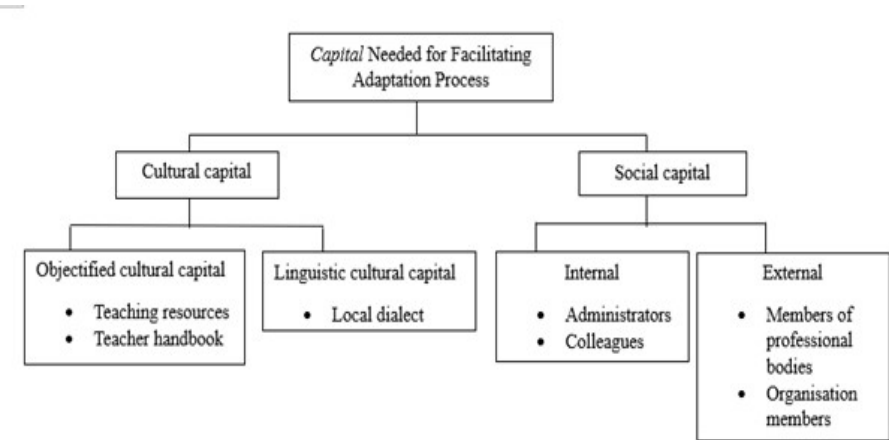 Capital Needed for Facilitating
Adaptation Process
Cultural capital
Social capital
Objectified cultural capital
• Teaching resources
• Teacher handbook
Linguistic cultural capital
• Local dialect
Internal
• Administrators
• Colleagues
External
• Members of
professional
bodies
• Organisation
members